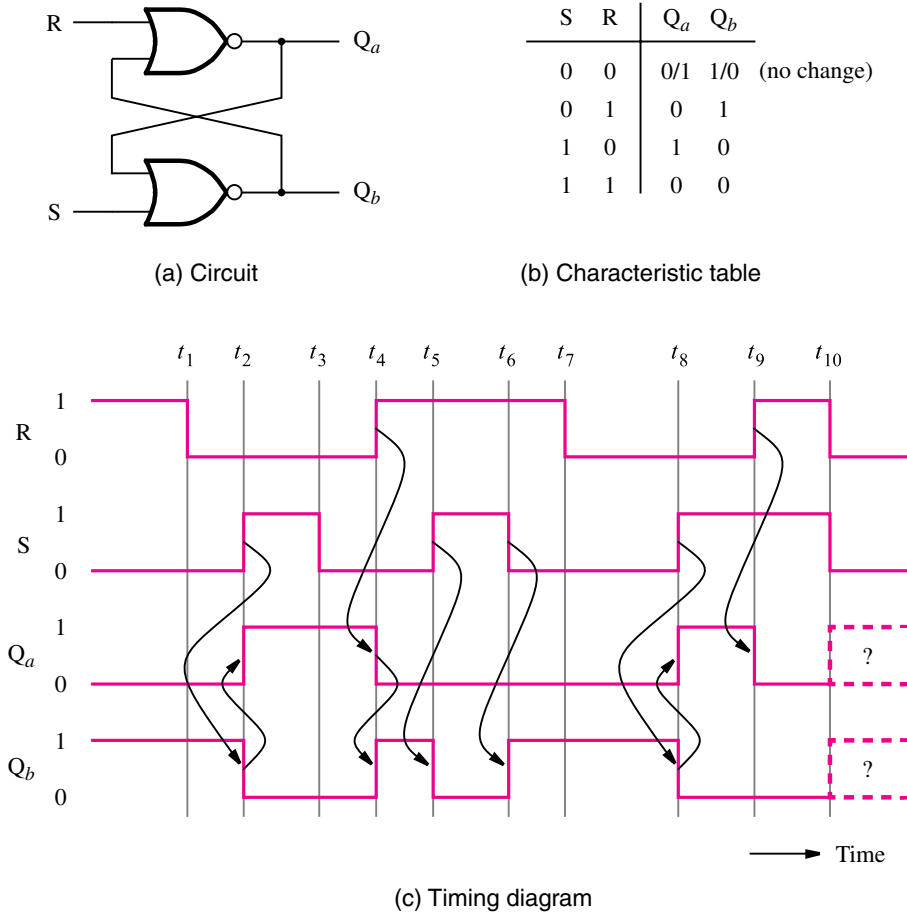 R
Qa
Qb
S
(a) Circuit
S R Qa Qb
0 0 0/1 1/0 (no change)
0 1 0 1
1 0 1 0
1 1 0 0
(b) Characteristic table
t1 t2 t3 t4 t5 t6 t7 t8 t9 t10
1
R
0
1
S
0
1
Qa
?
0
1
Qb
?
0
Time
(c) Timing diagram